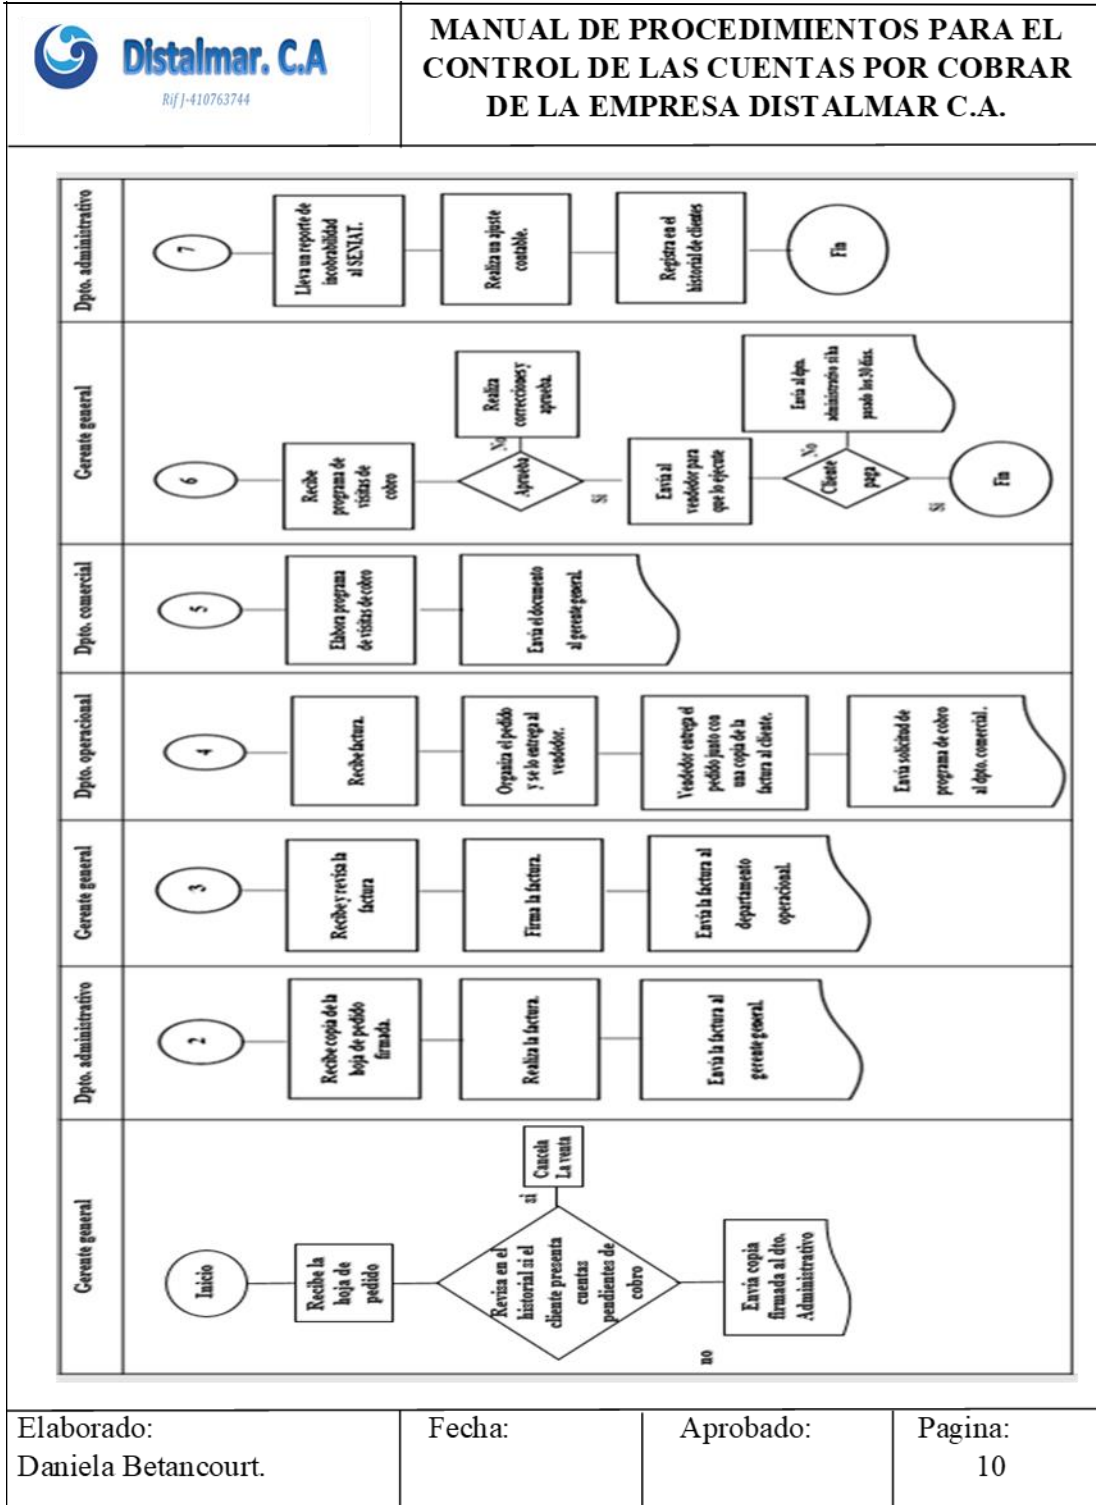 Distalmar. C.A
Rif J-410763744
MANUAL DE PROCEDIMIENTOS PARA EL
CONTROL DE LAS CUENTAS POR COBRAR
DE LA EMPRESA DISTALMAR C.A.
Gerente general
Inicio
Recibe la
hoja de
pedido
Revisa en el
historial si el
cliente presenta
cuentas
pendientes de
cobro
si
Cancela
La venta
no
Envia copia
firmada al dto.
Administrativo
Dpto. administrativo
2
Recibe copia de la
hoja de pedido
firmada.
Realiza la factura.
Envía la factura al
gerente general.
Gerente general
3
Recibe y revisa la
factura
Firma la factura.
Envía la factura al
departamento
operacional.
Dpto. operacional
4
Recibe factura.
Organiza el pedido
y se lo entrega al
vendedor.
Vendedor entrega el
pedido junto con
una copia de la
factura al cliente.
Envía solicitud de
programa de cobro
al dpto. comercial.
Dpto. comercial
5
Elabora programa
de visitas de cobro
Envía el documento
al gerente general.
Gerente general
6
Recibe
programa de
visitas de
cobro
Aprueba
No
Realiza
correcciones y
aprueba.
Si
Envía al
vendedor para
que lo ejecute
Cliente
paga
No
Envía al dpto.
administrativo si ha
pasado los 30 días.
Si
Fin
Dpto. administrativo
7
Lleva un reporte de
incobrabilidad
al SENIAT.
Realiza un ajuste
contable.
Registra en el
historial de clientes
Fin
Elaborado:
Daniela Betancourt.
Fecha:
Aprobado:
Pagina:
10